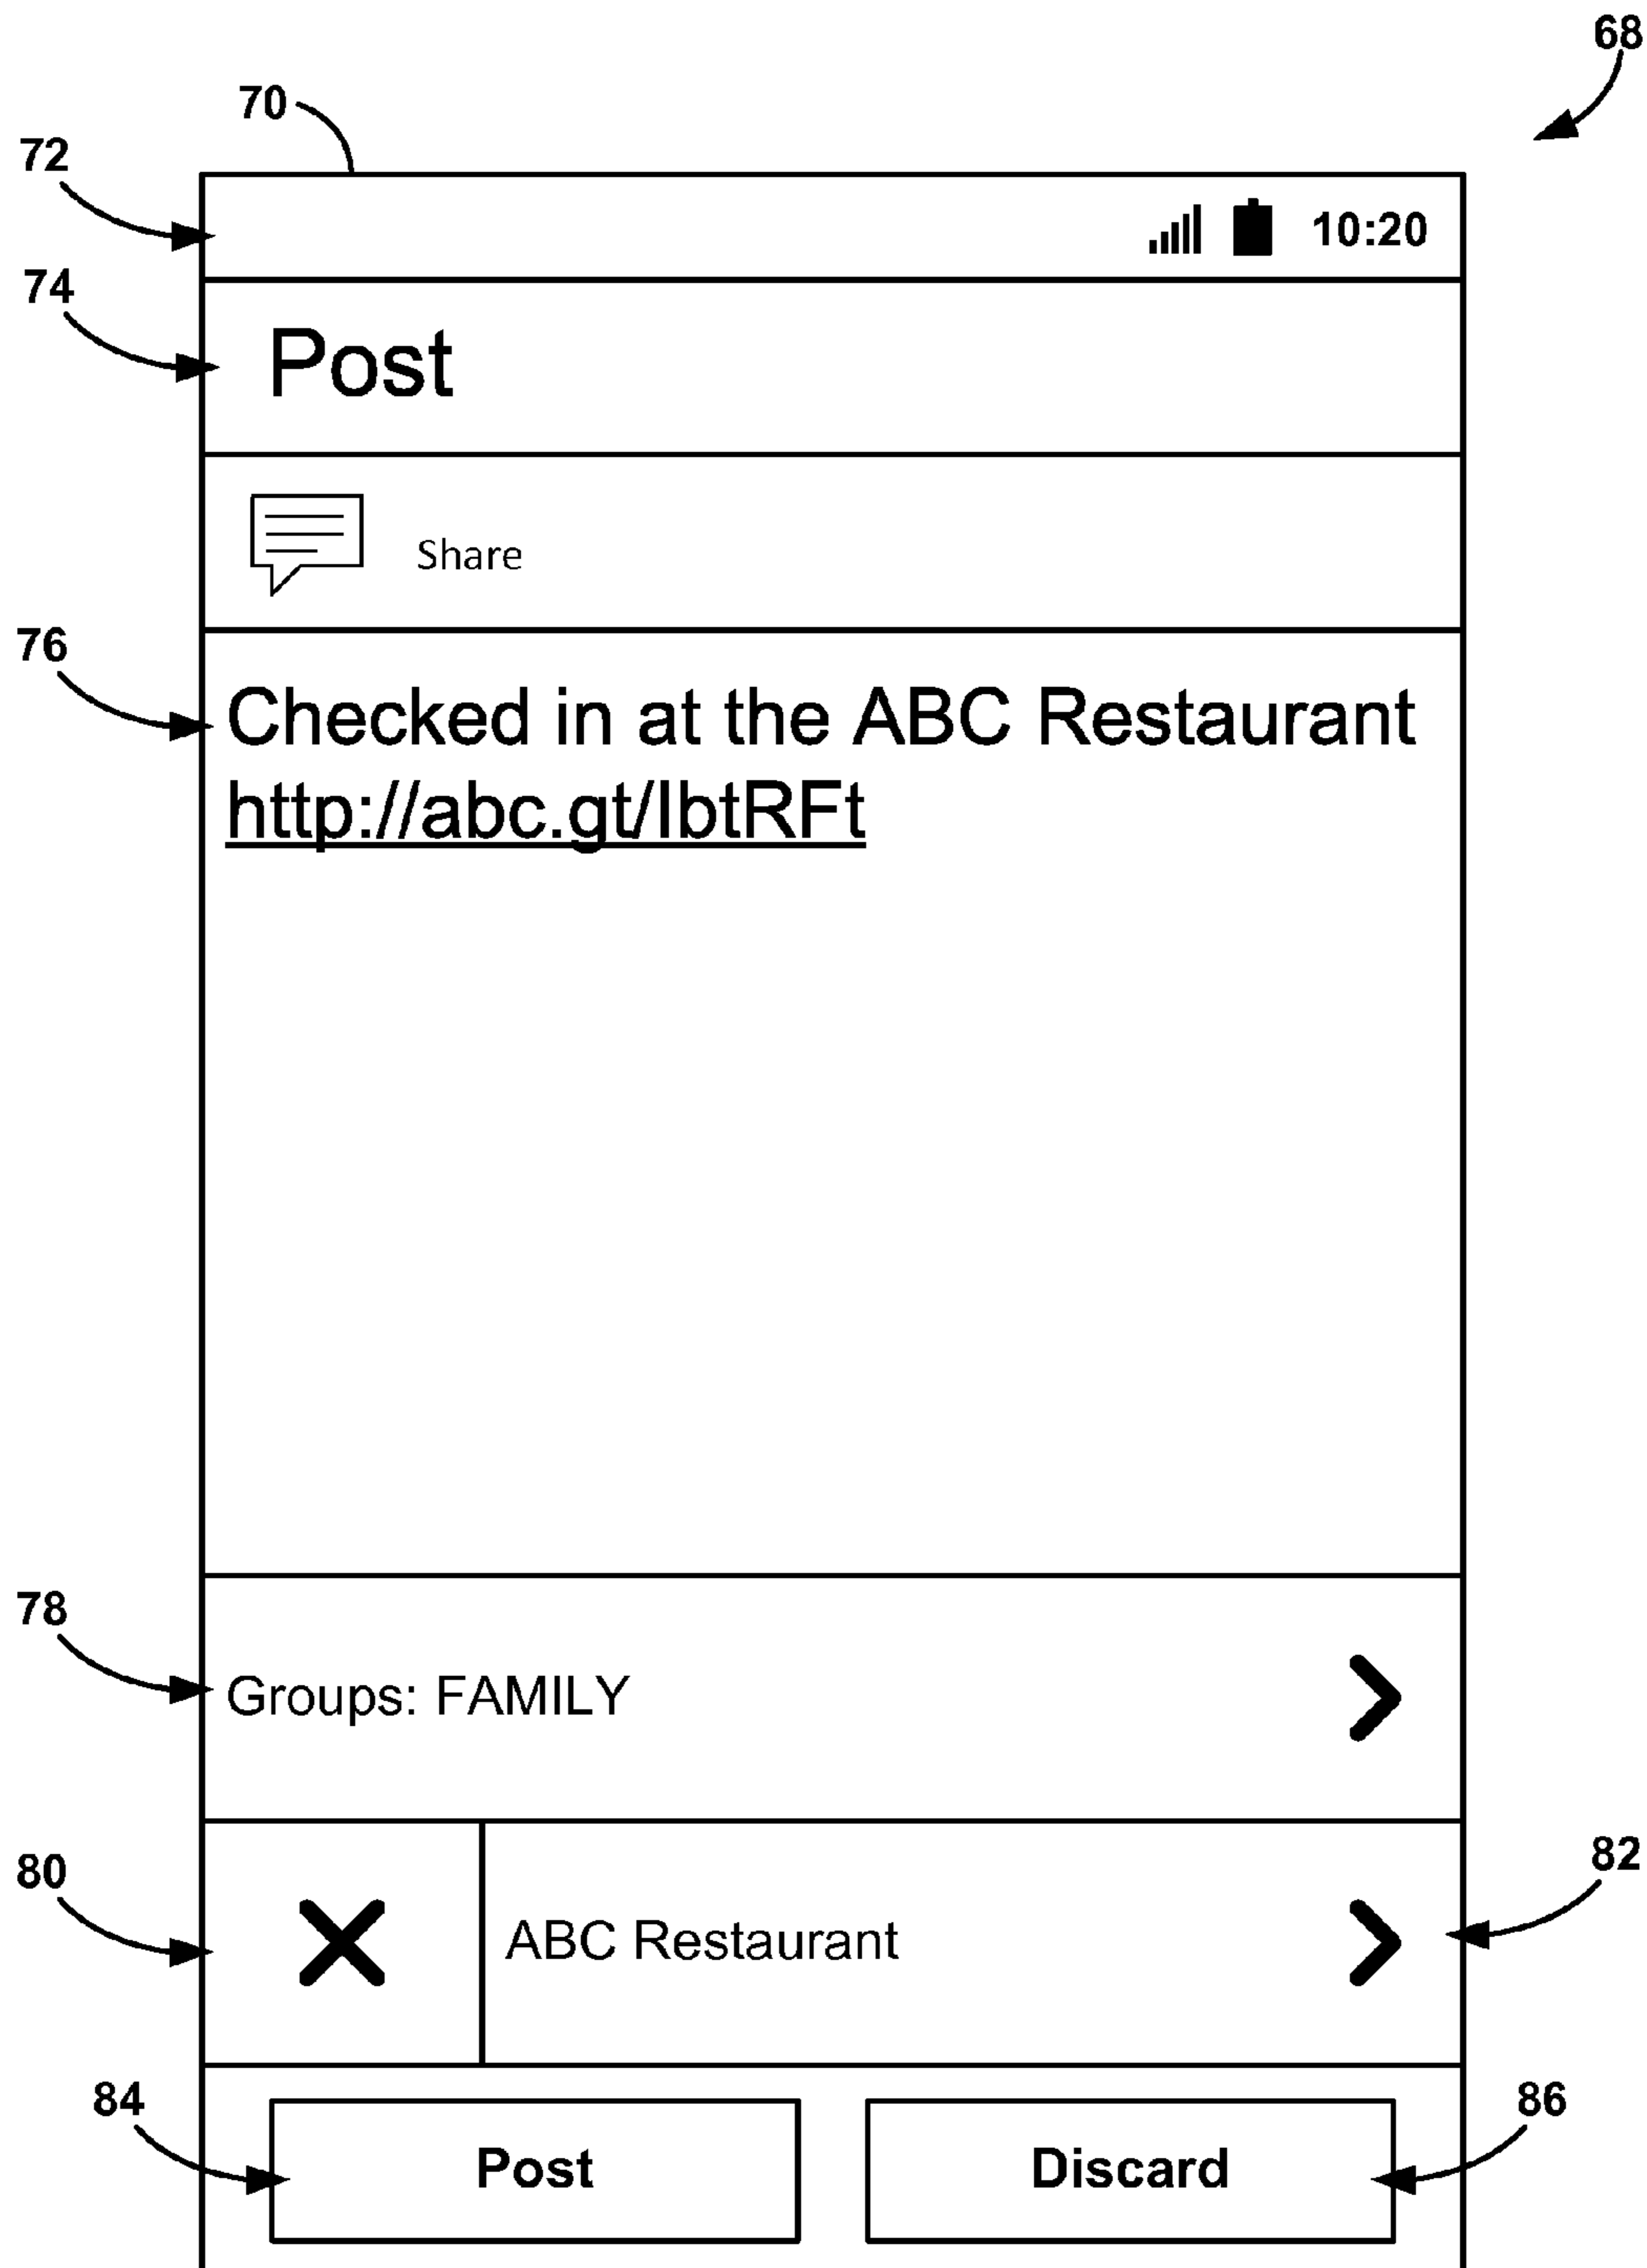 68
70
72
10:20
74
Post
Share
76
Checked in at the ABC Restaurant
http://abc.gt/IbtRFt
78
Groups: FAMILY
80
82
ABC Restaurant
84
86
Post
Discard